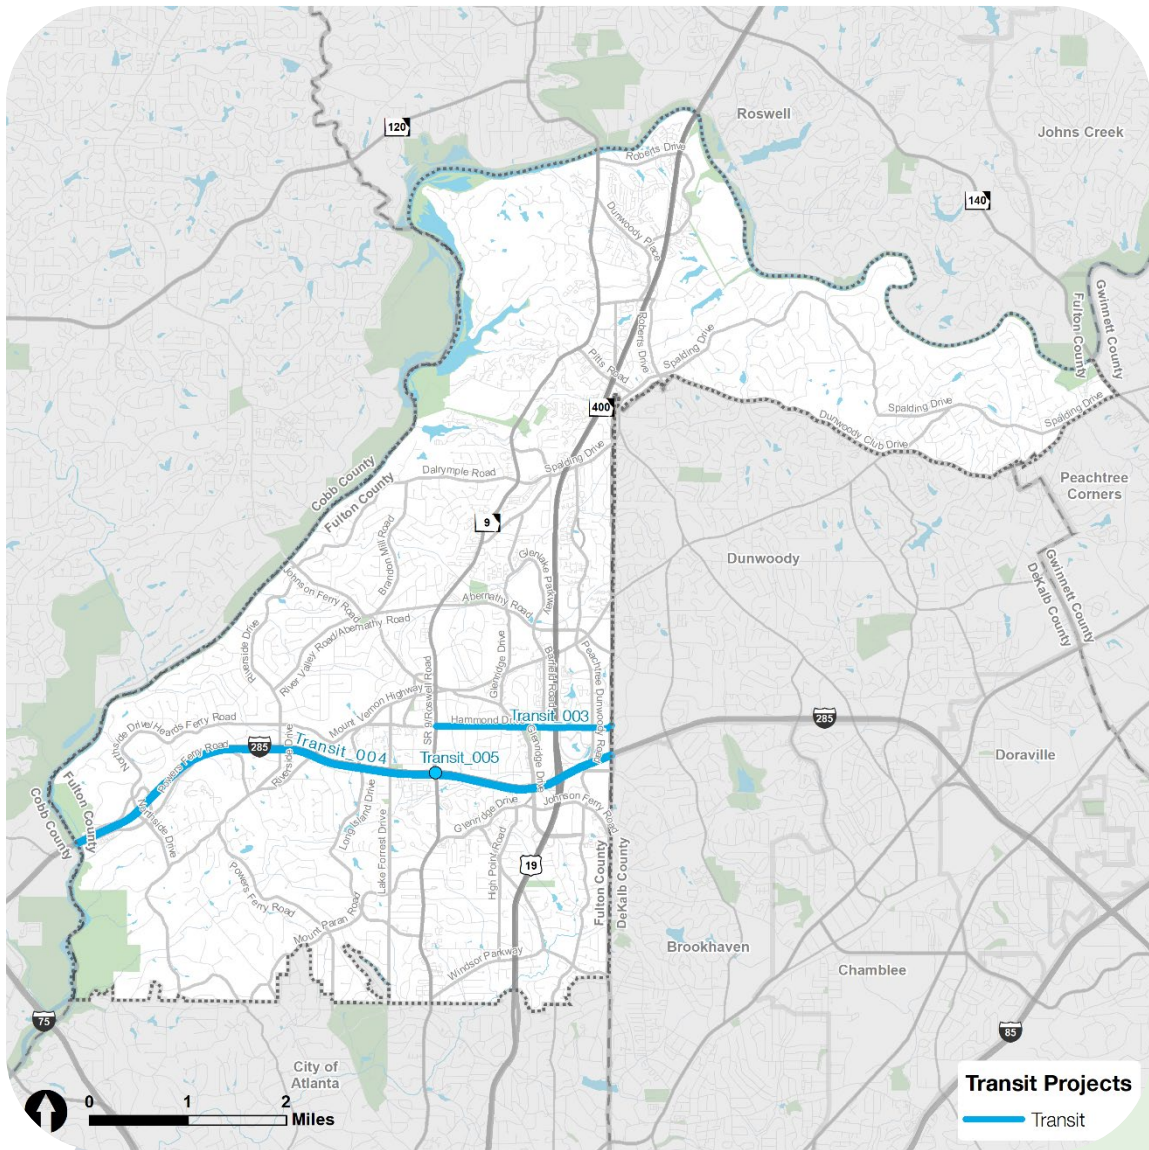 Roswell
Johns Creek
120
140
Roberts Drive
Dunwoody Place
Roberts Drive
Spalding Drive
Pitts Road
Fulton County
Gwinnett County
400
Spalding Drive
Spalding Drive
Dunwoody Club Drive
Spalding Drive
Dalrymple Road
Cobb County
Fulton County
Peachtree
Corners
9
Brandon Mill Road
Glenlake Parkway
Dunwoody
Gwinnett County
DeKalb County
Johnson Ferry Road
Abernathy Road
River Valley Road/Abernathy Road
Riverside Drive
Glenridge Drive
Barfield Road
Peachtree Dunwoody Road
SR 9/Roswell Road
Mount Vernon Highway
Northside Drive/Heards Ferry Road
Hammond D
Transit_003
285
Doraville
Powers Ferry Road
285
Riverside Drive
Transit_004
Transit_005
Glenridge Drive
Fulton County
Cobb County
Northside Drive
Long Island Drive
Lake Forrest Drive
Glenridge Drive
Johnson Ferry Road
High Point Road
19
Fulton County
DeKalb County
Powers Ferry Road
Mount Paran Road
Windsor Parkway
Brookhaven
Chamblee
75
85
City of
Atlanta
0 1 2
Miles
Transit Projects
Transit